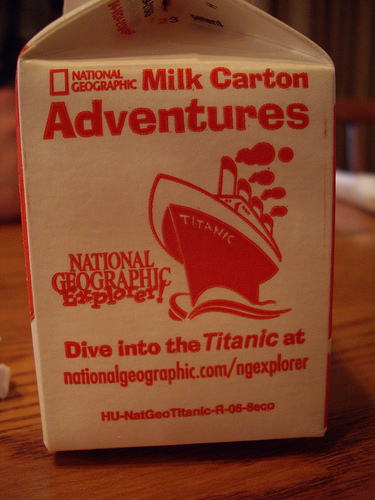 NATIONAL
GEOGRAPHIC
Milk Carton
Adventures
TITANIC
NATIONAL
GEOGRAPHIC
Explorer!
Dive into the Titanic at
nationalgeographic.com/ngexplorer
HU-NatGeoTitanic-R-06-8eco